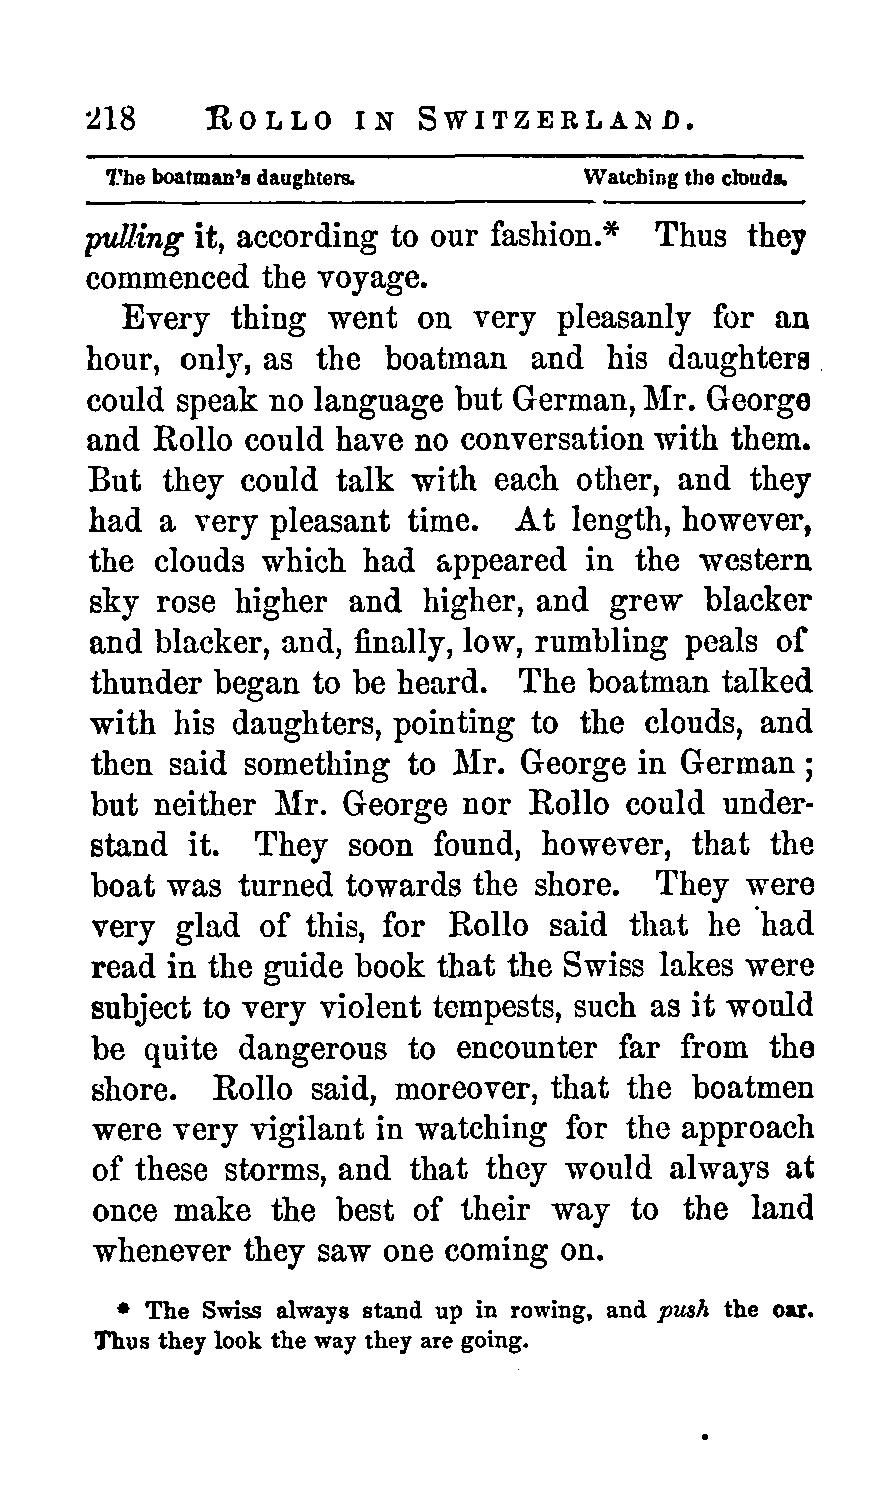 218 ROLLO IN SWITZERLAND.
The boatman's daughters. Watching the clouds.
pulling it, according to our fashion.* Thus they
commenced the voyage.
Every thing went on very pleasanly for an
hour, only, as the boatman and his daughters
could speak no language but German, Mr. George
and Rollo could have no conversation with them.
But they could talk with each other, and they
had a very pleasant time. At length, however,
the clouds which had appeared in the western
sky rose higher and higher, and grew blacker
and blacker, and, finally, low, rumbling peals of
thunder began to be heard. The boatman talked
with his daughters, pointing to the clouds, and
then said something to Mr. George in German ;
but neither Mr. George nor Rollo could under-
stand it. They soon found, however, that the
boat was turned towards the shore. They were
very glad of this, for Rollo said that he had
read in the guide book that the Swiss lakes were
subject to very violent tempests, such as it would
be quite dangerous to encounter far from the
shore. Rollo said, moreover, that the boatmen
were very vigilant in watching for the approach
of these storms, and that they would always at
once make the best of their way to the land
whenever they saw one coming on.
* The Swiss always stand up in rowing, and push the oar.
Thus they look the way they are going.